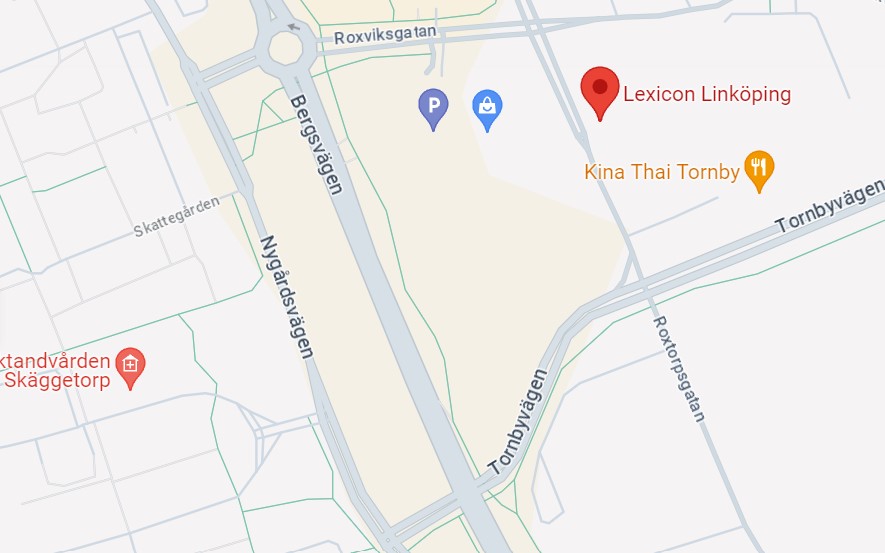 Roxviksgatan
P
Lexicon Linköping
Bergsvägen
Kina Thai Tornby
Tornbyvägen
Skattegården
Nygårdsvägen
ktandvården
Skäggetorp
Roxtorpsgatan
Tornbyvägen